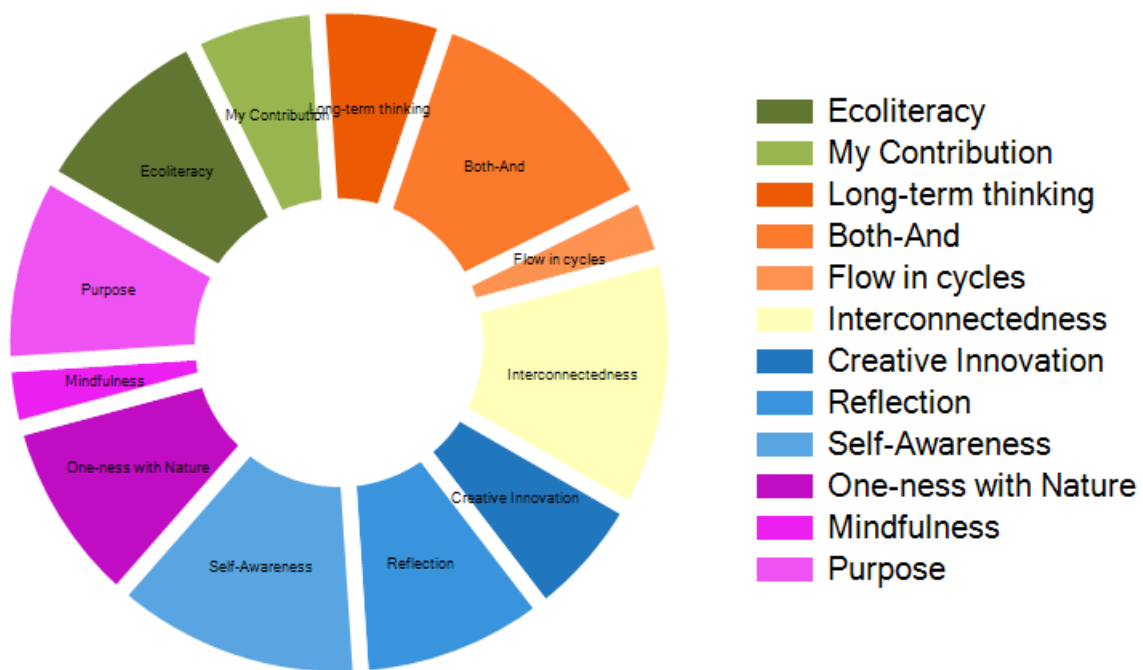 My Contribution
Long-term thinking
Both-And
Ecoliteracy
Flow in cycles
Purpose
Interconnectedness
Mindfulness
One-ness with Nature
Creative Innovation
Self-Awareness
Reflection
Ecoliteracy
My Contribution
Long-term thinking
Both-And
Flow in cycles
Interconnectedness
Creative Innovation
Reflection
Self-Awareness
One-ness with Nature
Mindfulness
Purpose